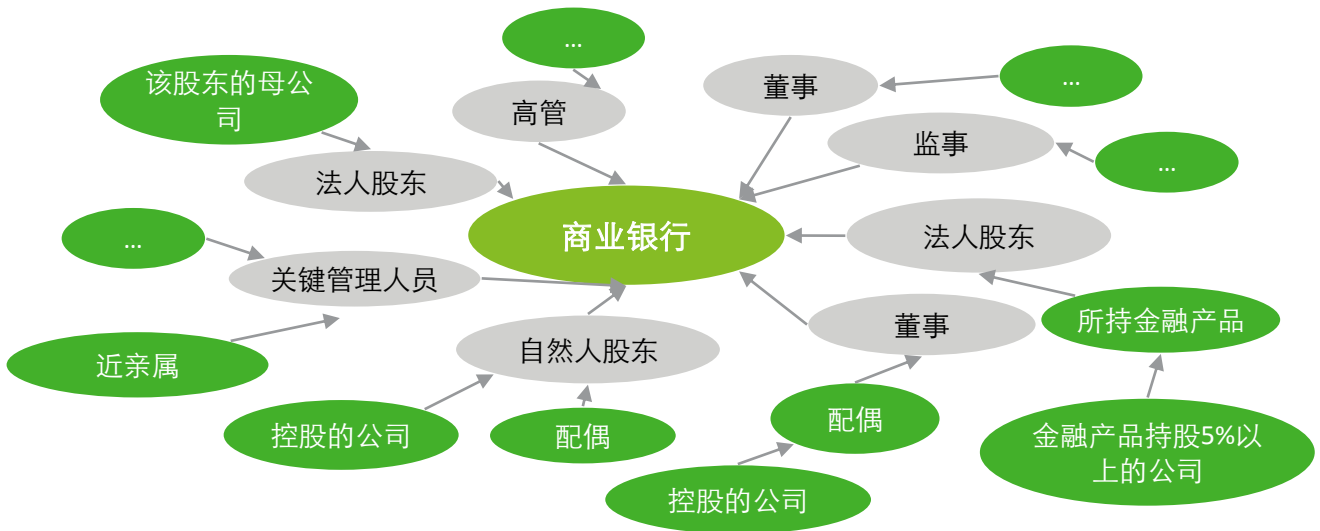 ...
该股东的母公
司
高管
董事
...
监事
...
法人股东
...
商业银行
法人股东
关键管理人员
所持金融产品
董事
自然人股东
近亲属
控股的公司
配偶
配偶
金融产品持股5%以
上的公司
控股的公司